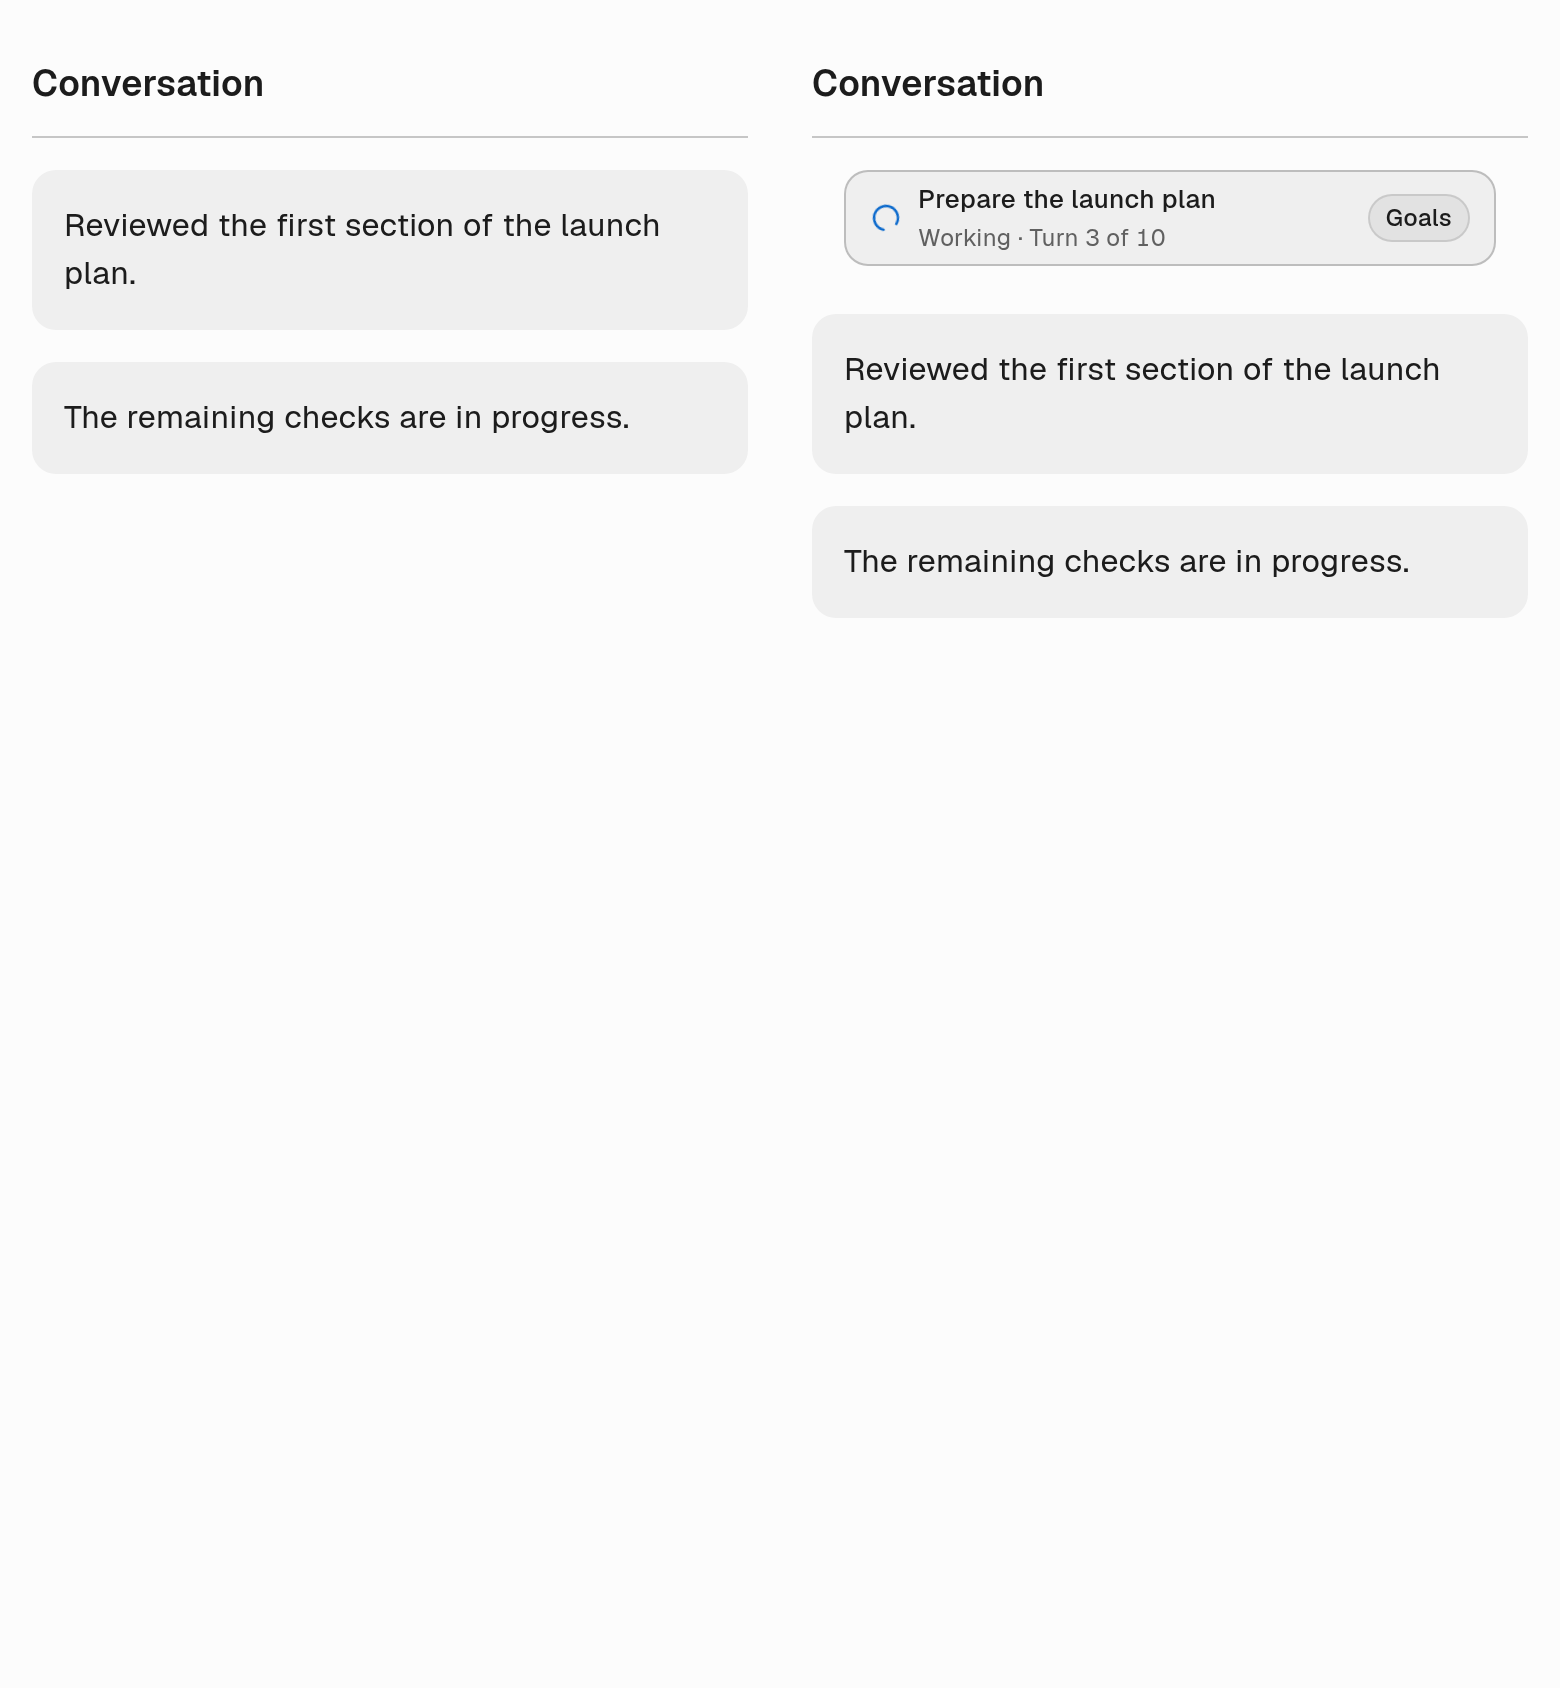 Conversation
Reviewed the first section of the launch
plan.
The remaining checks are in progress.
Conversation
Prepare the launch plan
Working · Turn 3 of 10
Goals
Reviewed the first section of the launch
plan.
The remaining checks are in progress.